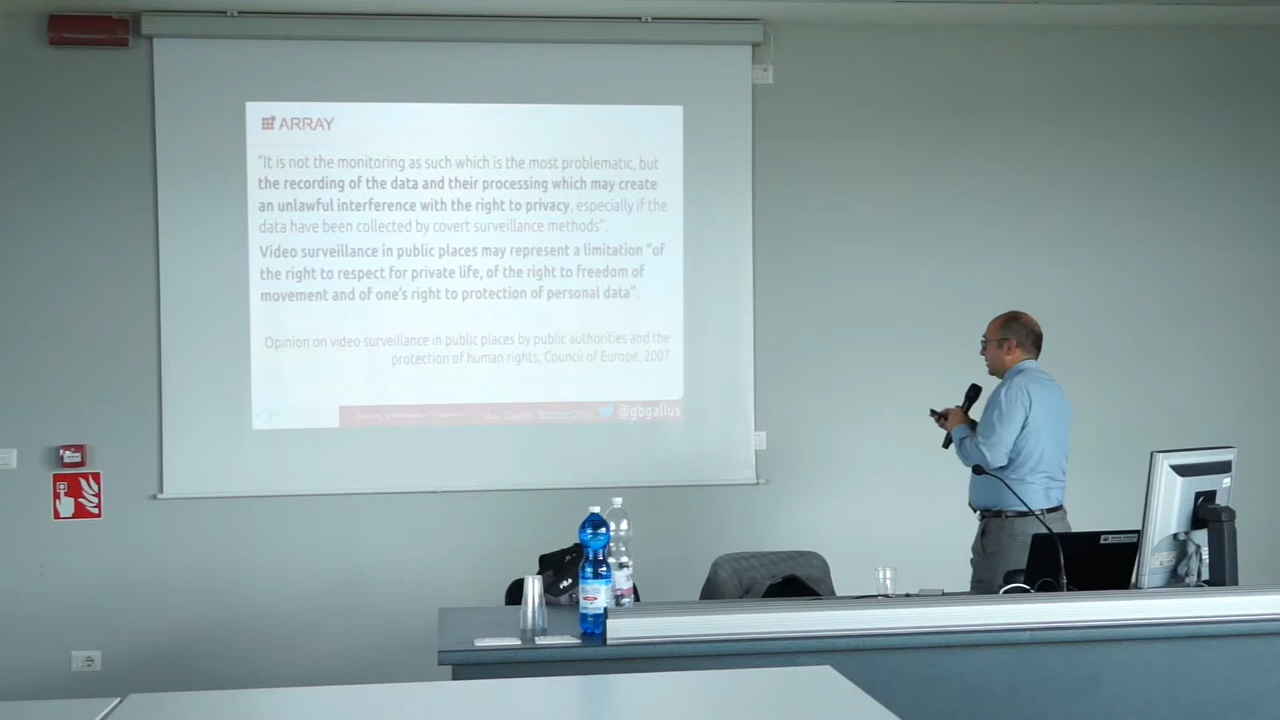 ARRAY
"It is not the monitoring as such which is the most problematic, but
the recording of the data and their processing which may create
an unlawful interference with the right to privacy, especially if the
data have been collected by covert surveillance methods".
Video surveillance in public places may represent a limitation "of
the right to respect for private life, of the right to freedom of
movement and of one's right to protection of personal data".
Opinion on video surveillance in public places by public authorities and the
protection of human rights, Council of Europe, 2007
@gbgallus
FILA